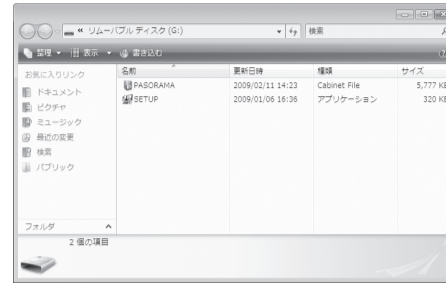 « リムーバブル ディスク (G:)
検索
整理 表示 書き込む
お気に入りリンク
ドキュメント
ピクチャ
ミュージック
最近の変更
検索
パブリック
フォルダ
名前 更新日時 種類 サイズ
PASORAMA 2009/02/11 14:23 Cabinet File 5,777 KB
SETUP 2009/01/06 16:36 アプリケーション 320 KB
2 個の項目